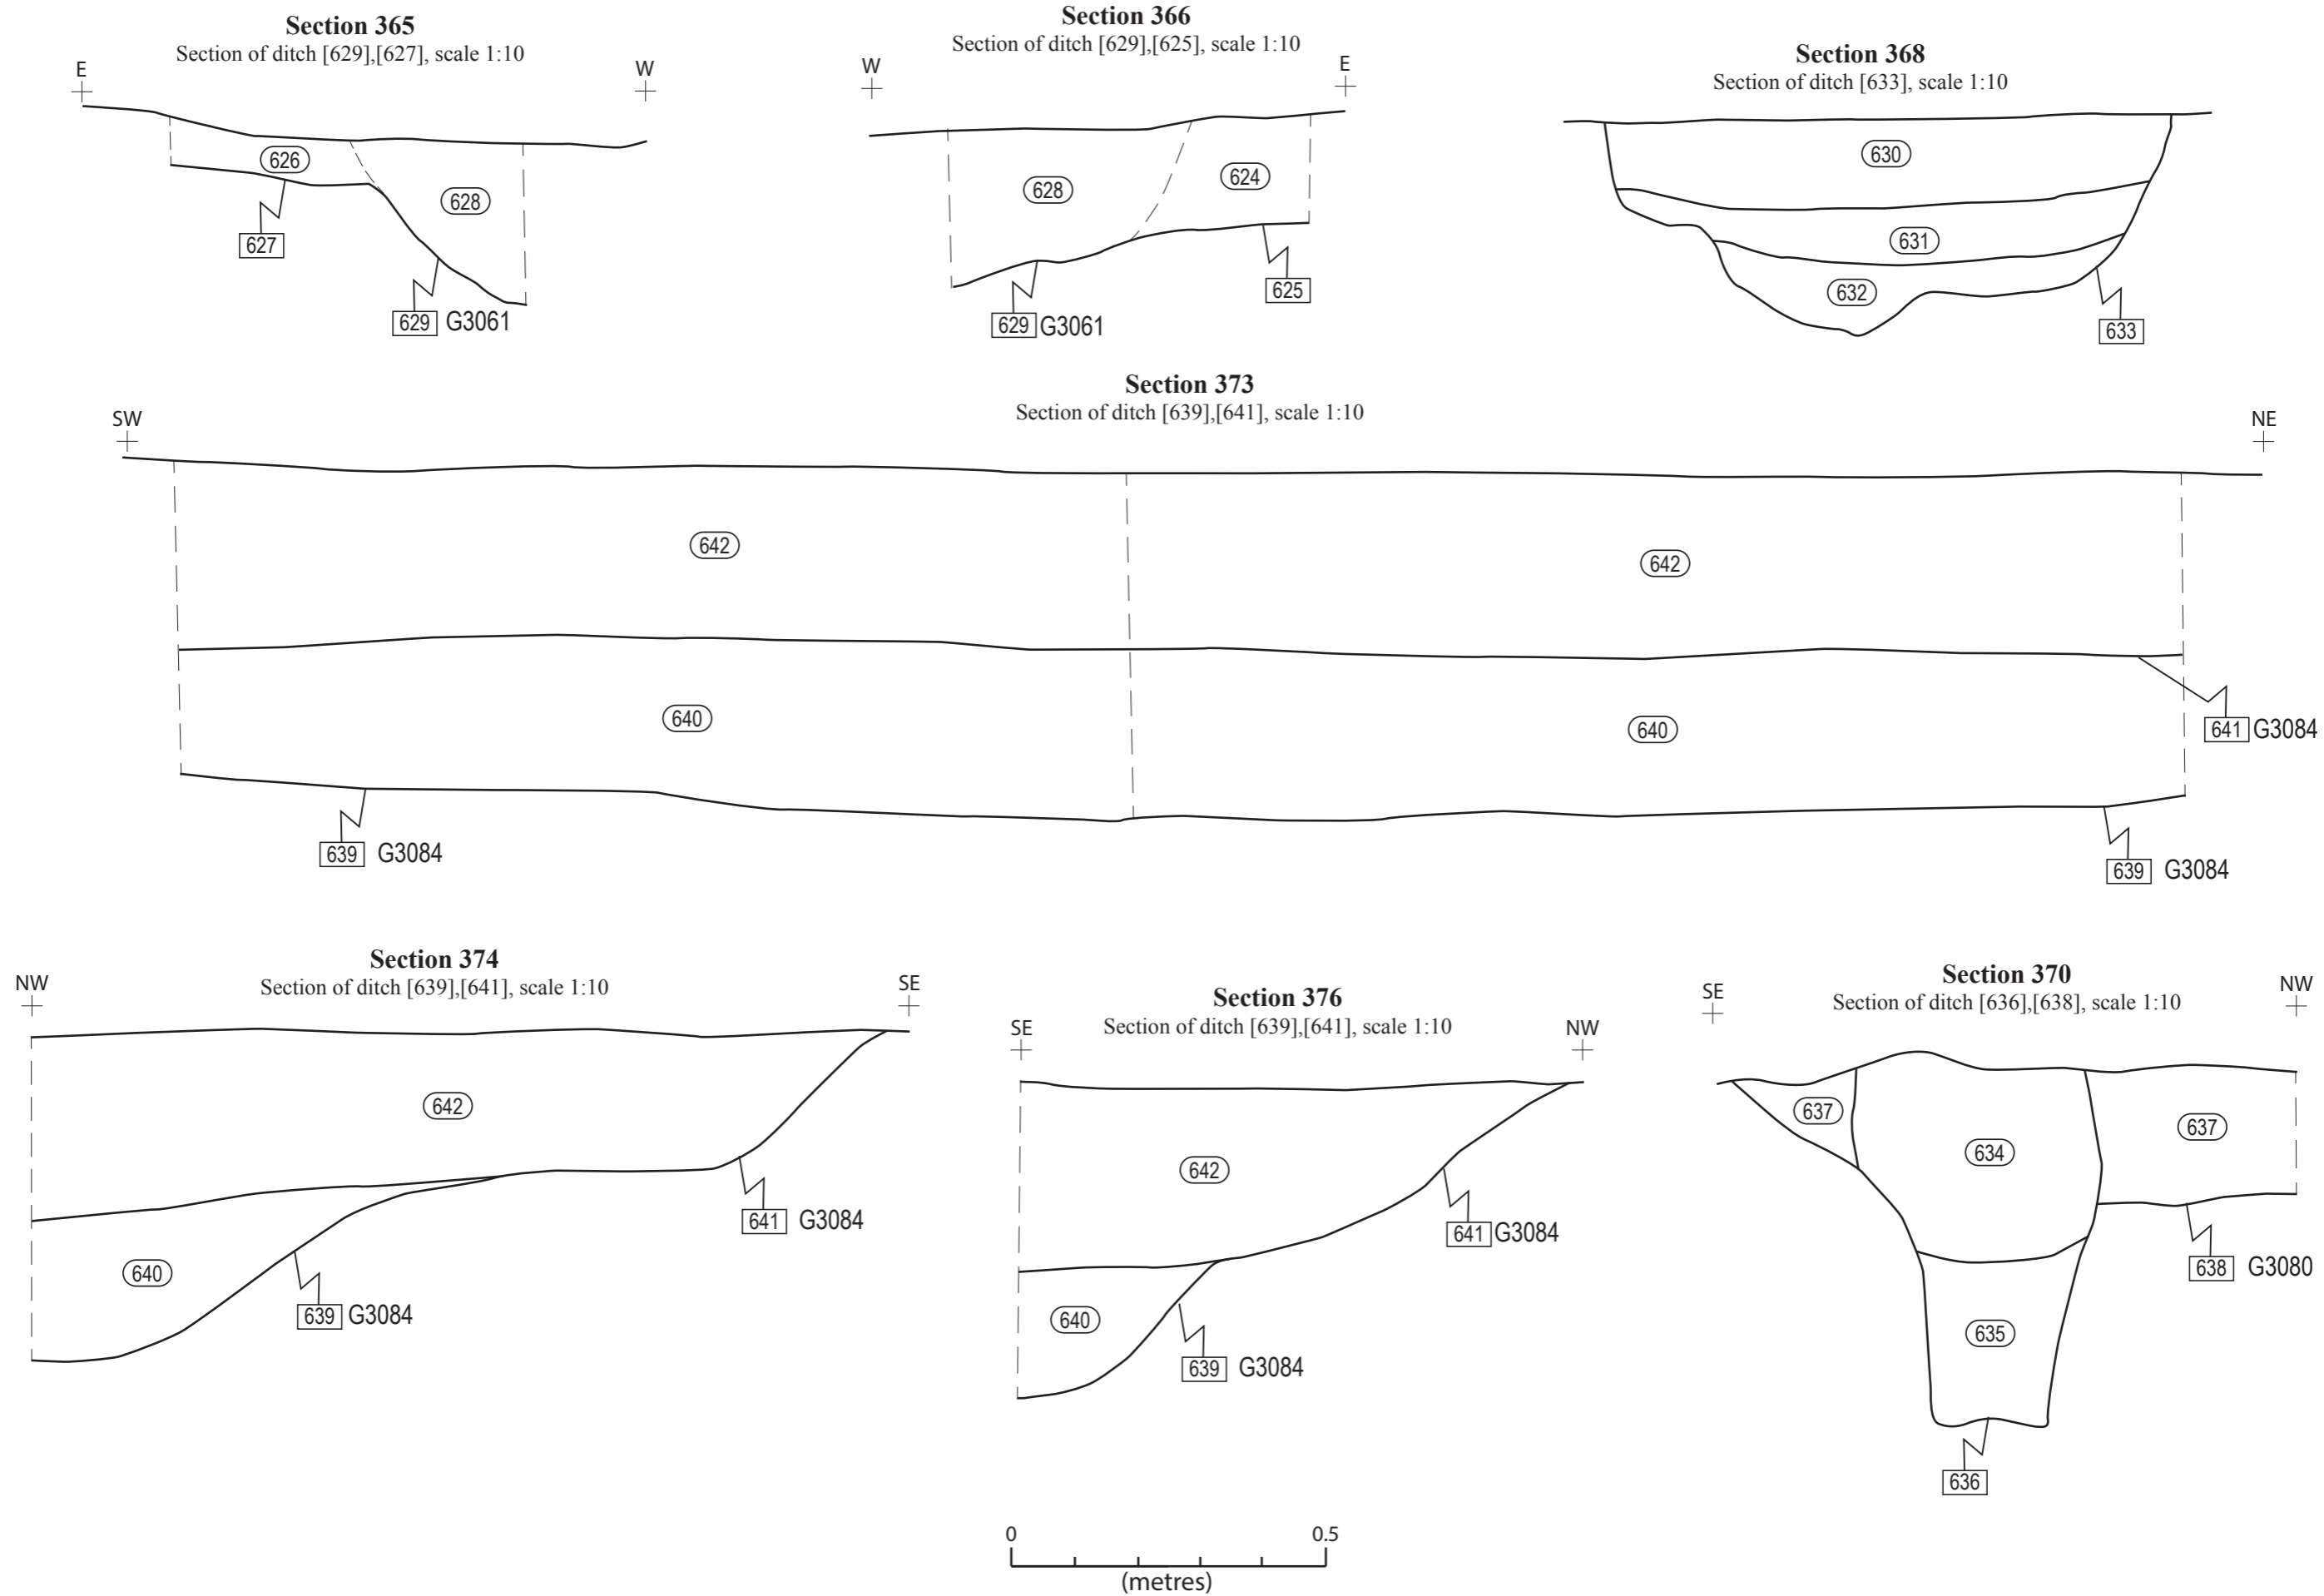 Section 365
Section of ditch [629],[627], scale 1:10
E
W
626
628
627
629 G3061
Section 366
Section of ditch [629],[625], scale 1:10
W
E
628
624
625
629 G3061
Section 368
Section of ditch [633], scale 1:10
630
631
632
633
Section 373
Section of ditch [639],[641], scale 1:10
SW
NE
642
642
640
640
641 G3084
639 G3084
639 G3084
Section 374
Section of ditch [639],[641], scale 1:10
NW
SE
642
641 G3084
640
639 G3084
Section 376
Section of ditch [639],[641], scale 1:10
SE
NW
642
641 G3084
640
639 G3084
Section 370
Section of ditch [636],[638], scale 1:10
SE
NW
637
637
634
638 G3080
635
636
0 0.5
(metres)